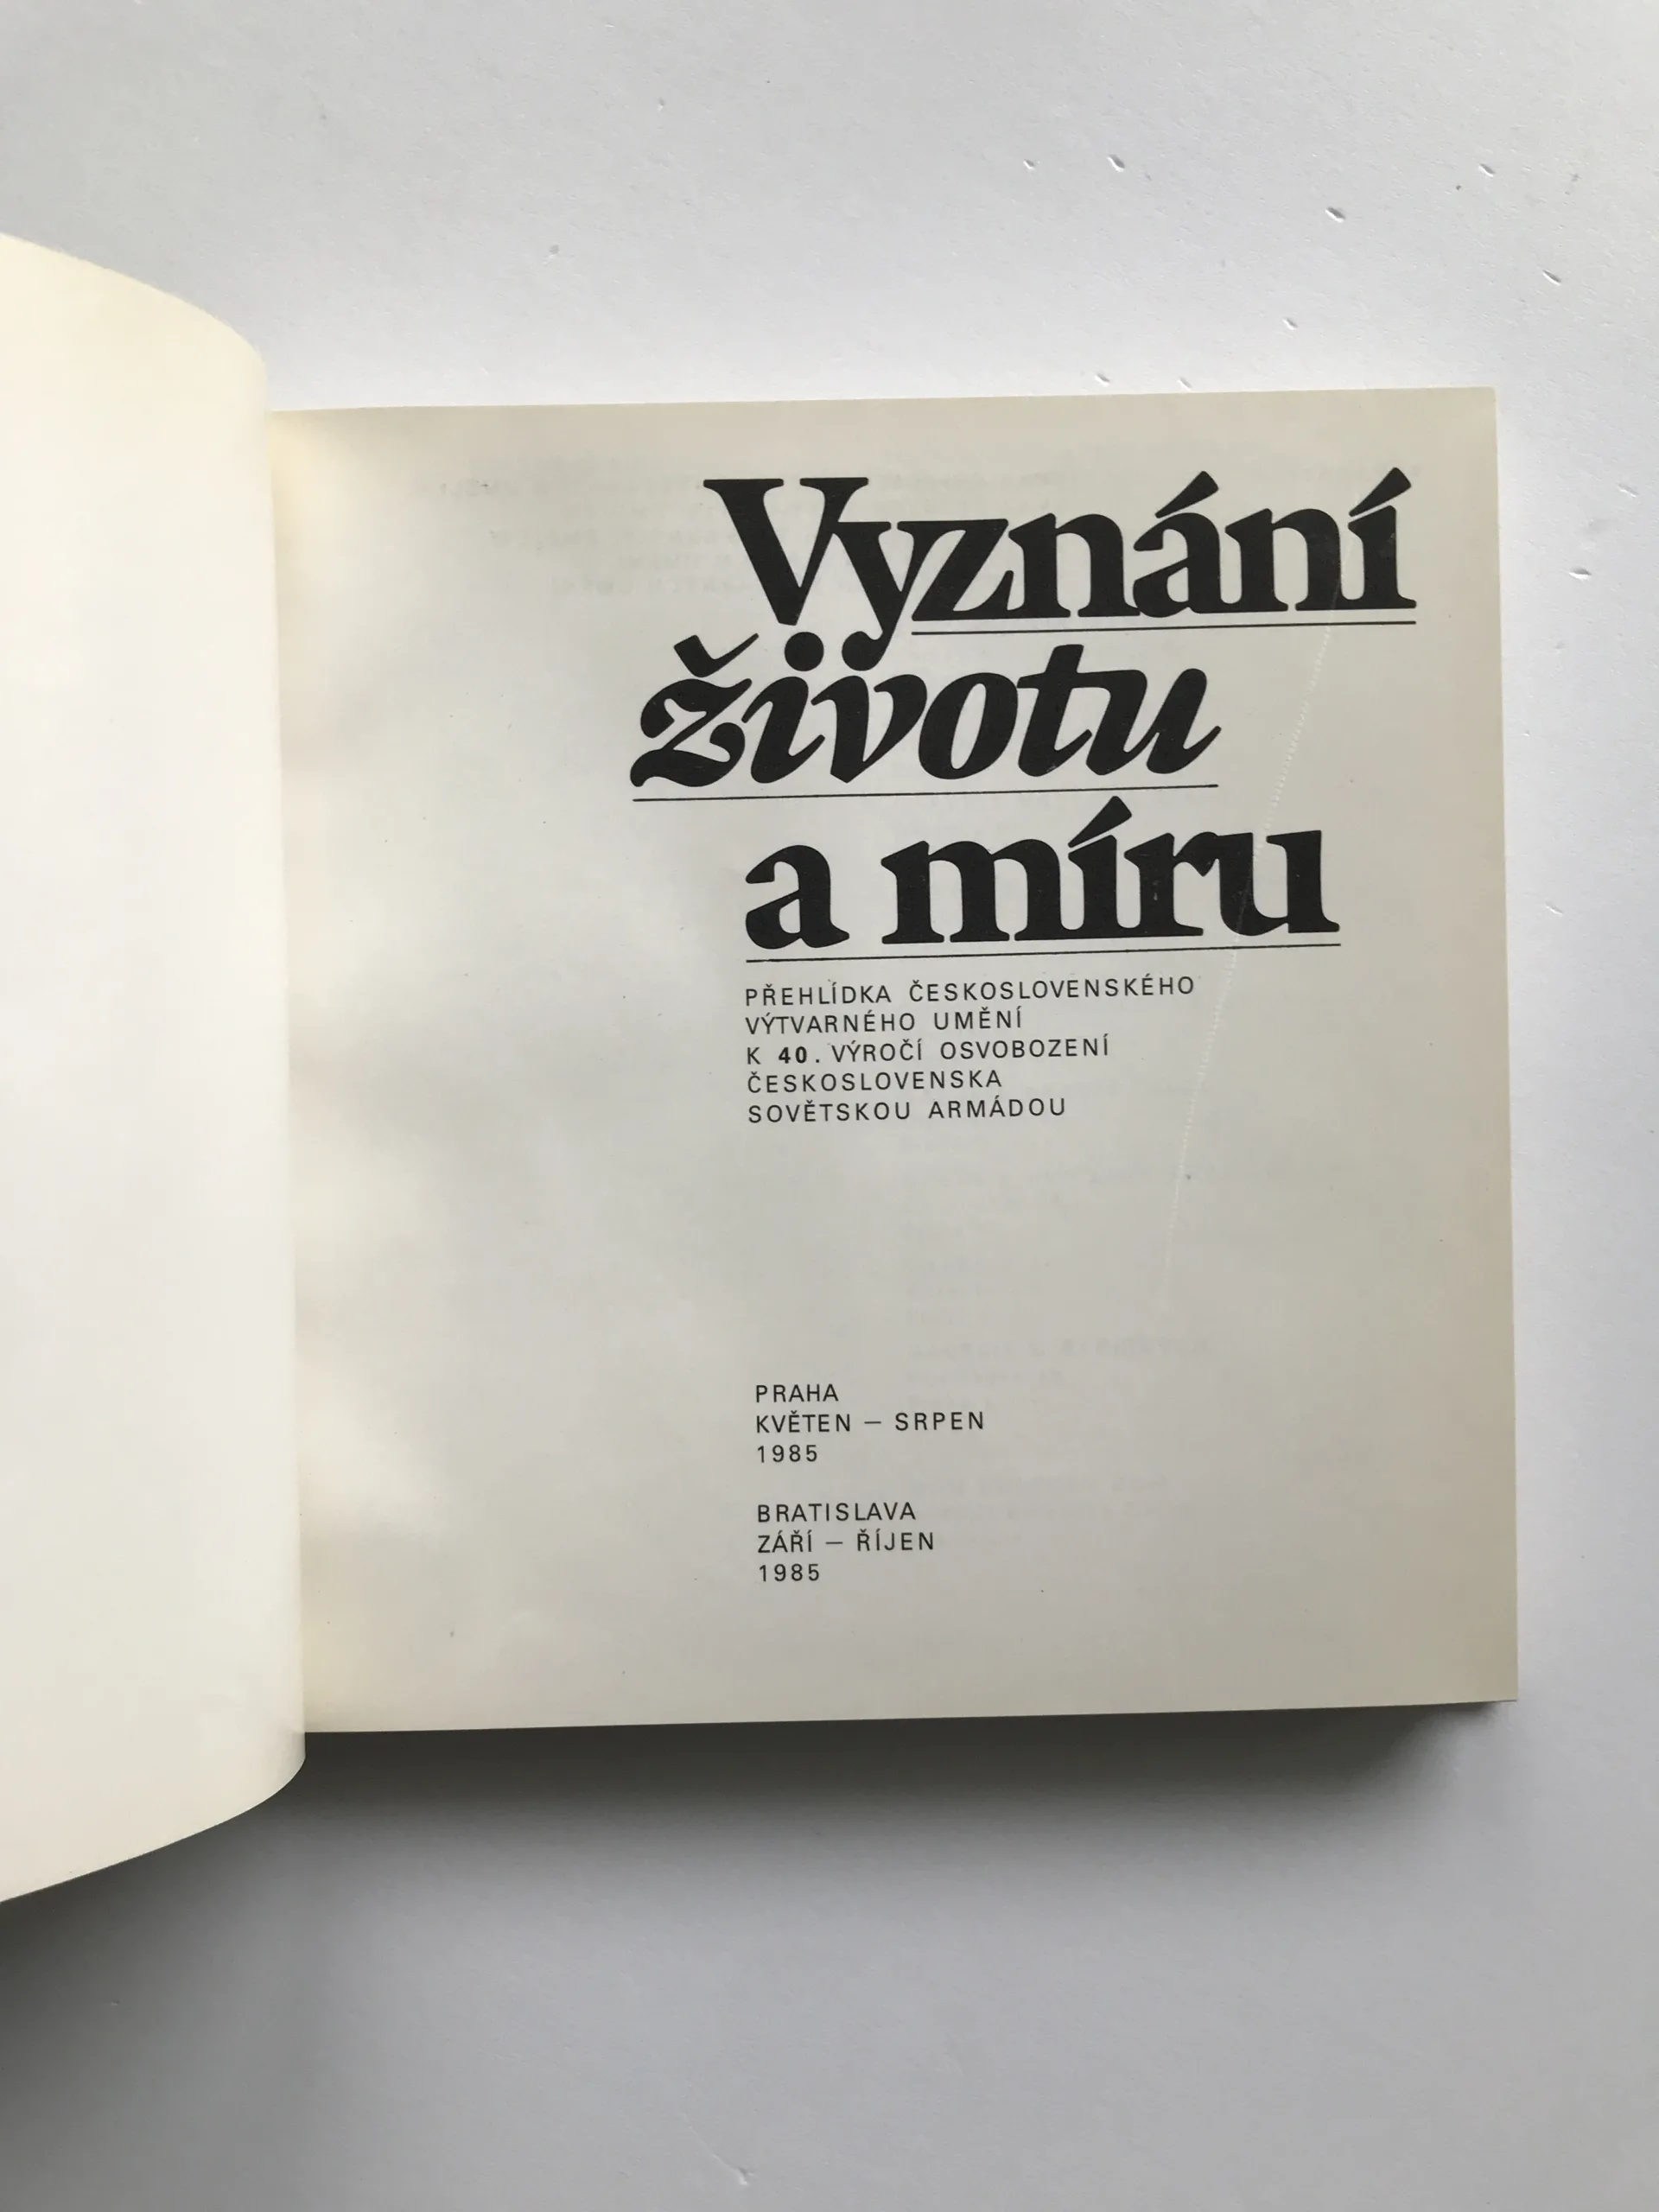 Vyznání
životu
a míru
PŘEHLÍDKA ČESKOSLOVENSKÉHO
VÝTVARNÉHO UMĚNÍ
K 40. VÝROČÍ OSVOBOZENÍ
ČESKOSLOVENSKA
SOVĚTSKOU ARMÁDOU
PRAHA
KVĚTEN – SRPEN
1985
BRATISLAVA
ZÁŘÍ – ŘÍJEN
1985